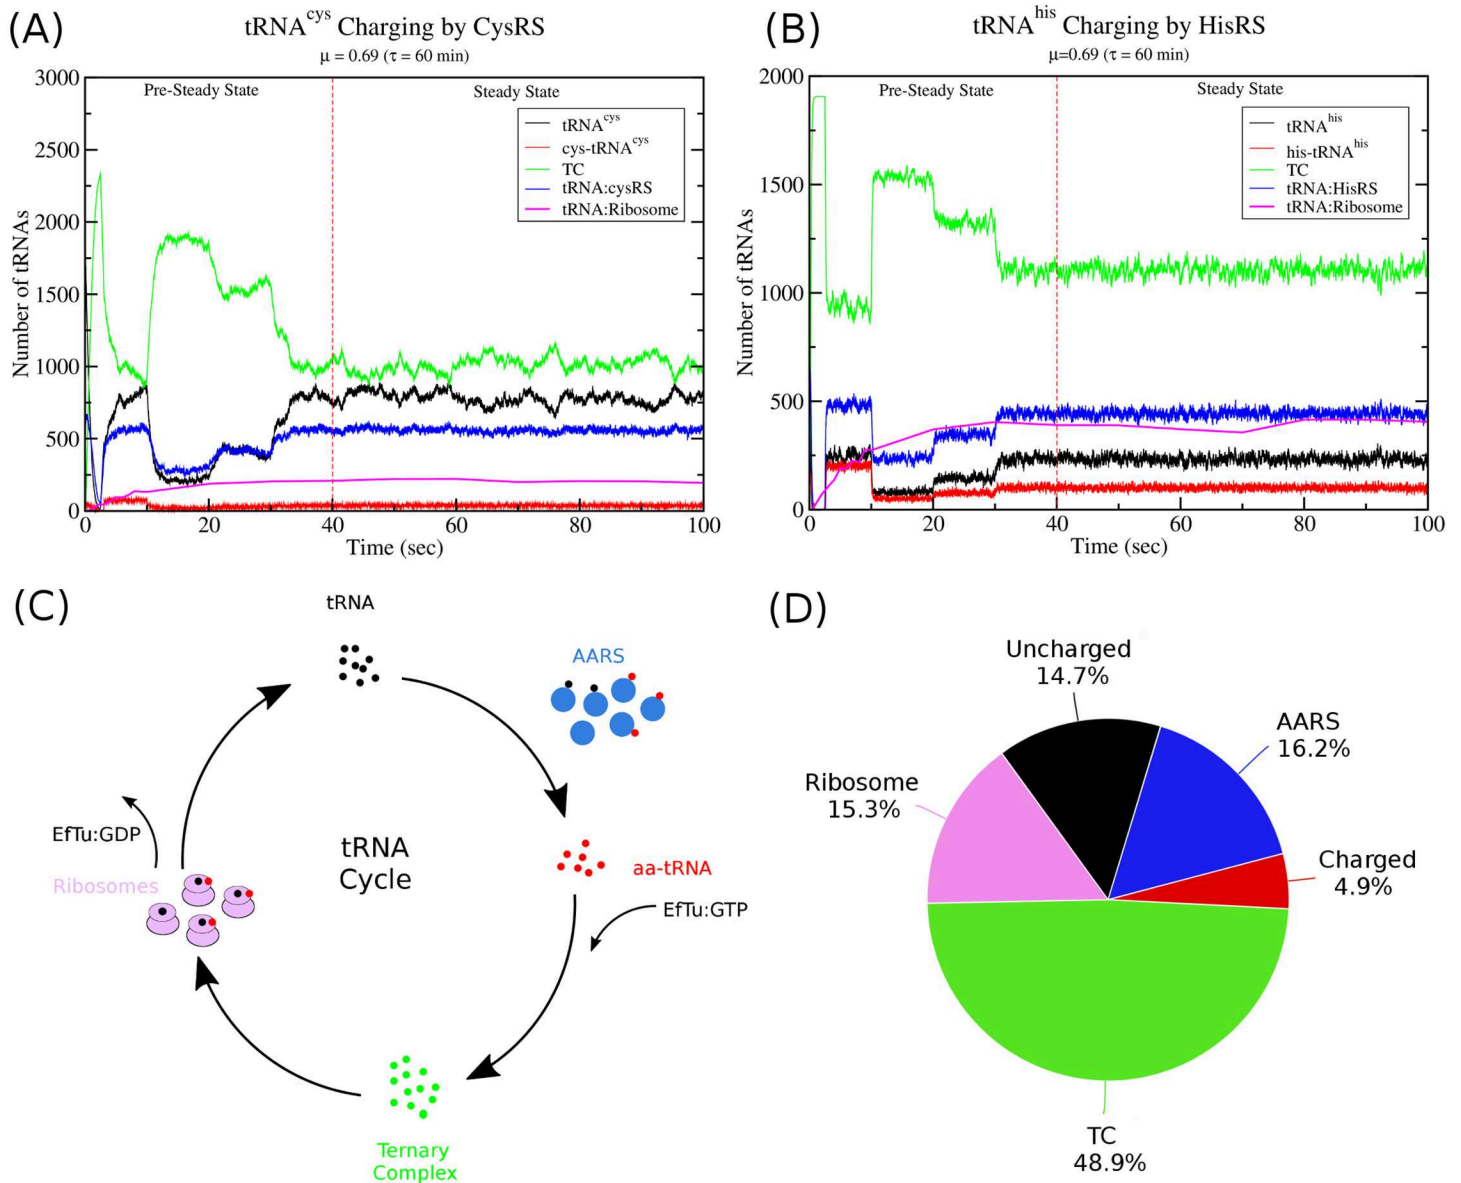 (A)
tRNAcys Charging by CysRS
μ = 0.69 (τ = 60 min)
Pre-Steady State
Steady State
tRNAcys
cys-tRNAcys
TC
tRNA:cysRS
tRNA:Ribosome
Number of tRNAs
3000
2500
2000
1500
1000
500
0
0 20 40 60 80 100
Time (sec)
(B)
tRNAhis Charging by HisRS
μ=0.69 (τ = 60 min)
Pre-Steady State
Steady State
tRNAhis
his-tRNAhis
TC
tRNA:HisRS
tRNA:Ribosome
Number of tRNAs
2000
1500
1000
500
0
0 20 40 60 80 100
Time (sec)
(C)
tRNA
AARS
EfTu:GDP
tRNA
Cycle
Ribosomes
aa-tRNA
EfTu:GTP
Ternary
Complex
(D)
Uncharged
14.7%
AARS
16.2%
Ribosome
15.3%
Charged
4.9%
TC
48.9%